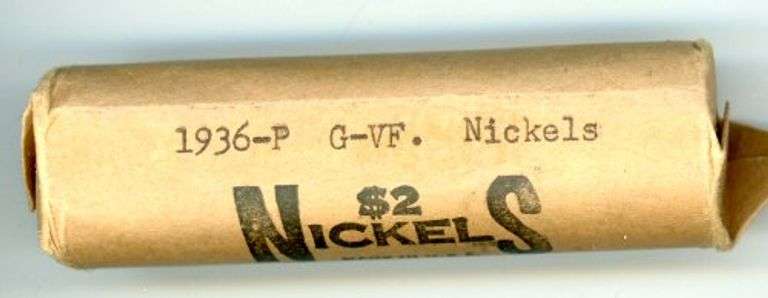 1936-P G-VF. Nickels
$2
NICKELS